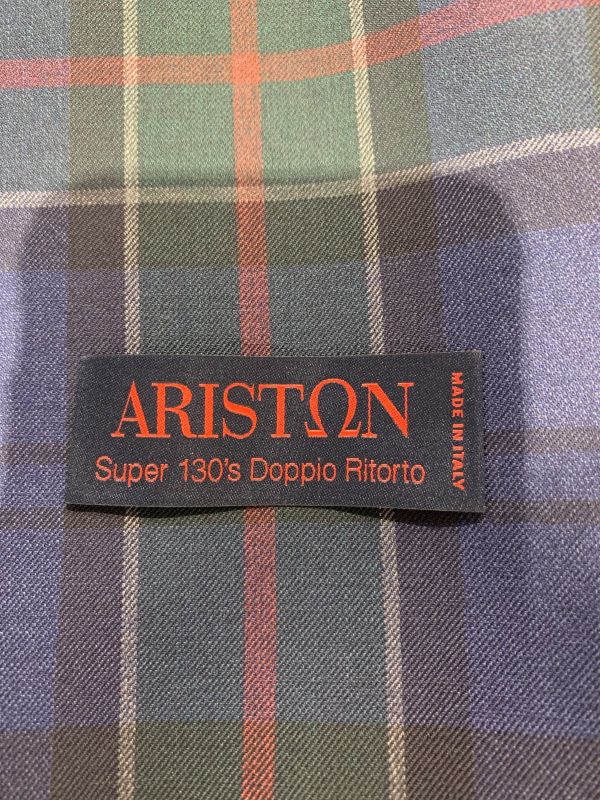 ARISTΩN
Super 130's Doppio Ritorto
MADE IN ITALY